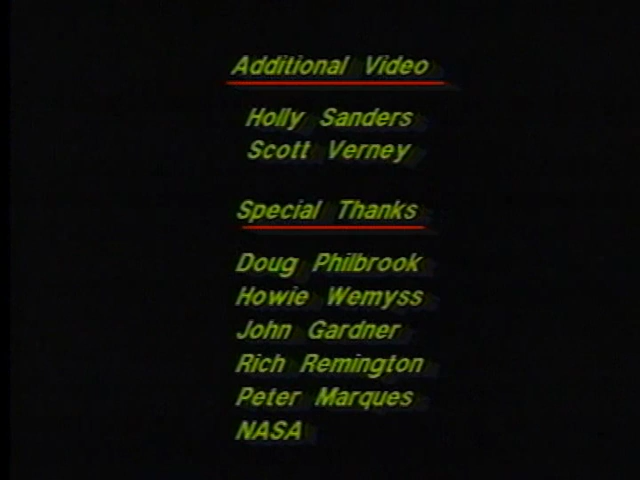 Additional Video
Holly Sanders
Scott Verney
Special Thanks
Doug Philbrook
Howie Wemyss
John Gardner
Rich Remington
Peter Marques
NASA